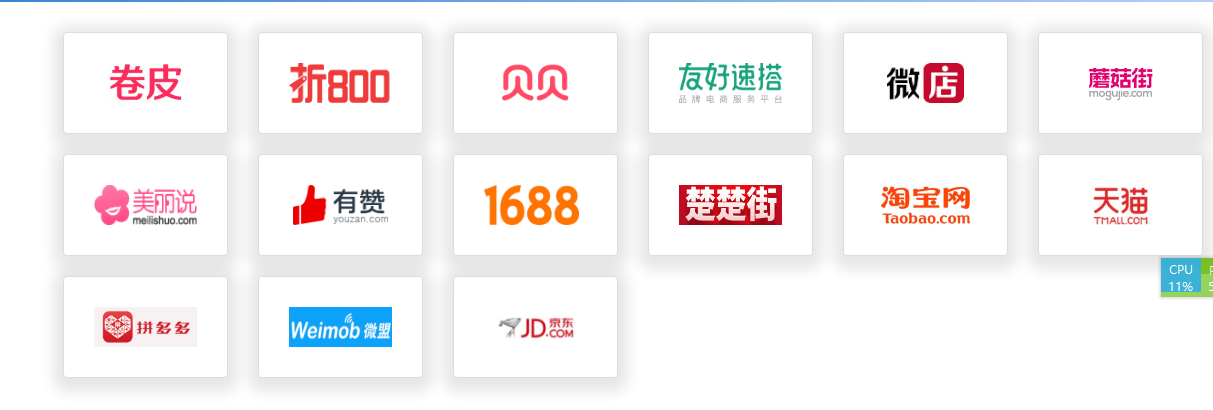 卷皮
折800
贝贝
友好速搭
品牌电商服务平台
微店
蘑菇街
mogujie.com
美丽说
meilishuo.com
有赞
youzan.com
1688
楚楚街
淘宝网
Taobao.com
天猫
TMALL.COM
CPU
11%
拼多多
Weimob 微盟
JD京东
.COM